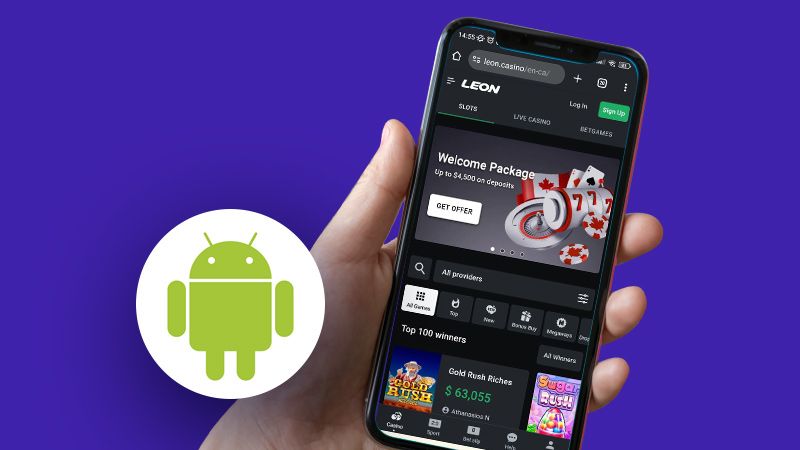 14:55
leon.casino/en-ca/
LEON
Log In
Sign Up
SLOTS
LIVE CASINO
BETGAMES
Welcome Package
Up to $4,500 on deposits
GET OFFER
777
All providers
All Games
Top
New
Bonus Buy
Megaways
Drop
Top 100 winners
All Winners
GOLD
RUSH
Gold Rush Riches
$ 63,055
Athanasios N
Sugar
RUSH
Casino
Sport
Bet slip
Help